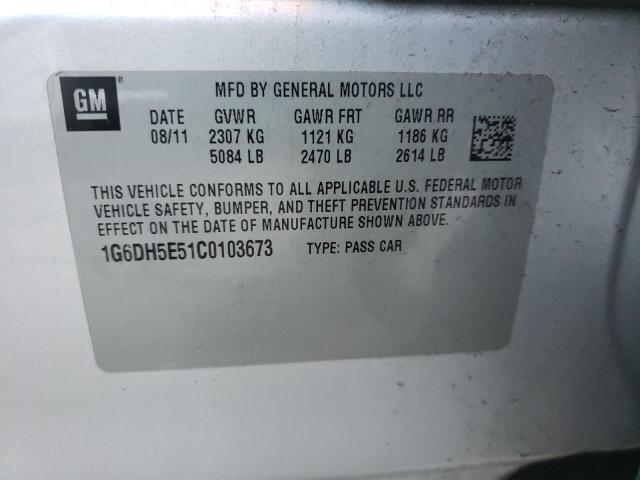 GM
®
MFD BY GENERAL MOTORS LLC
DATE GVWR GAWR FRT GAWR RR
08/11 2307 KG 1121 KG 1186 KG
5084 LB 2470 LB 2614 LB
THIS VEHICLE CONFORMS TO ALL APPLICABLE U.S. FEDERAL MOTOR
VEHICLE SAFETY, BUMPER, AND THEFT PREVENTION STANDARDS IN
EFFECT ON THE DATE OF MANUFACTURE SHOWN ABOVE.
1G6DH5E51C0103673 TYPE: PASS CAR